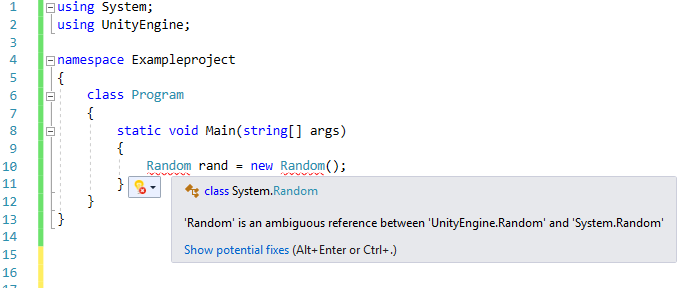 1 using System;
2 using UnityEngine;
3
4 namespace Exampleproject
5 {
6 class Program
7 {
8 static void Main(string[] args)
9 {
10 Random rand = new Random();
11 }
12 }
13 }
14
15
16
17
class System.Random
'Random' is an ambiguous reference between 'UnityEngine.Random' and 'System.Random'
Show potential fixes (Alt+Enter or Ctrl+.)